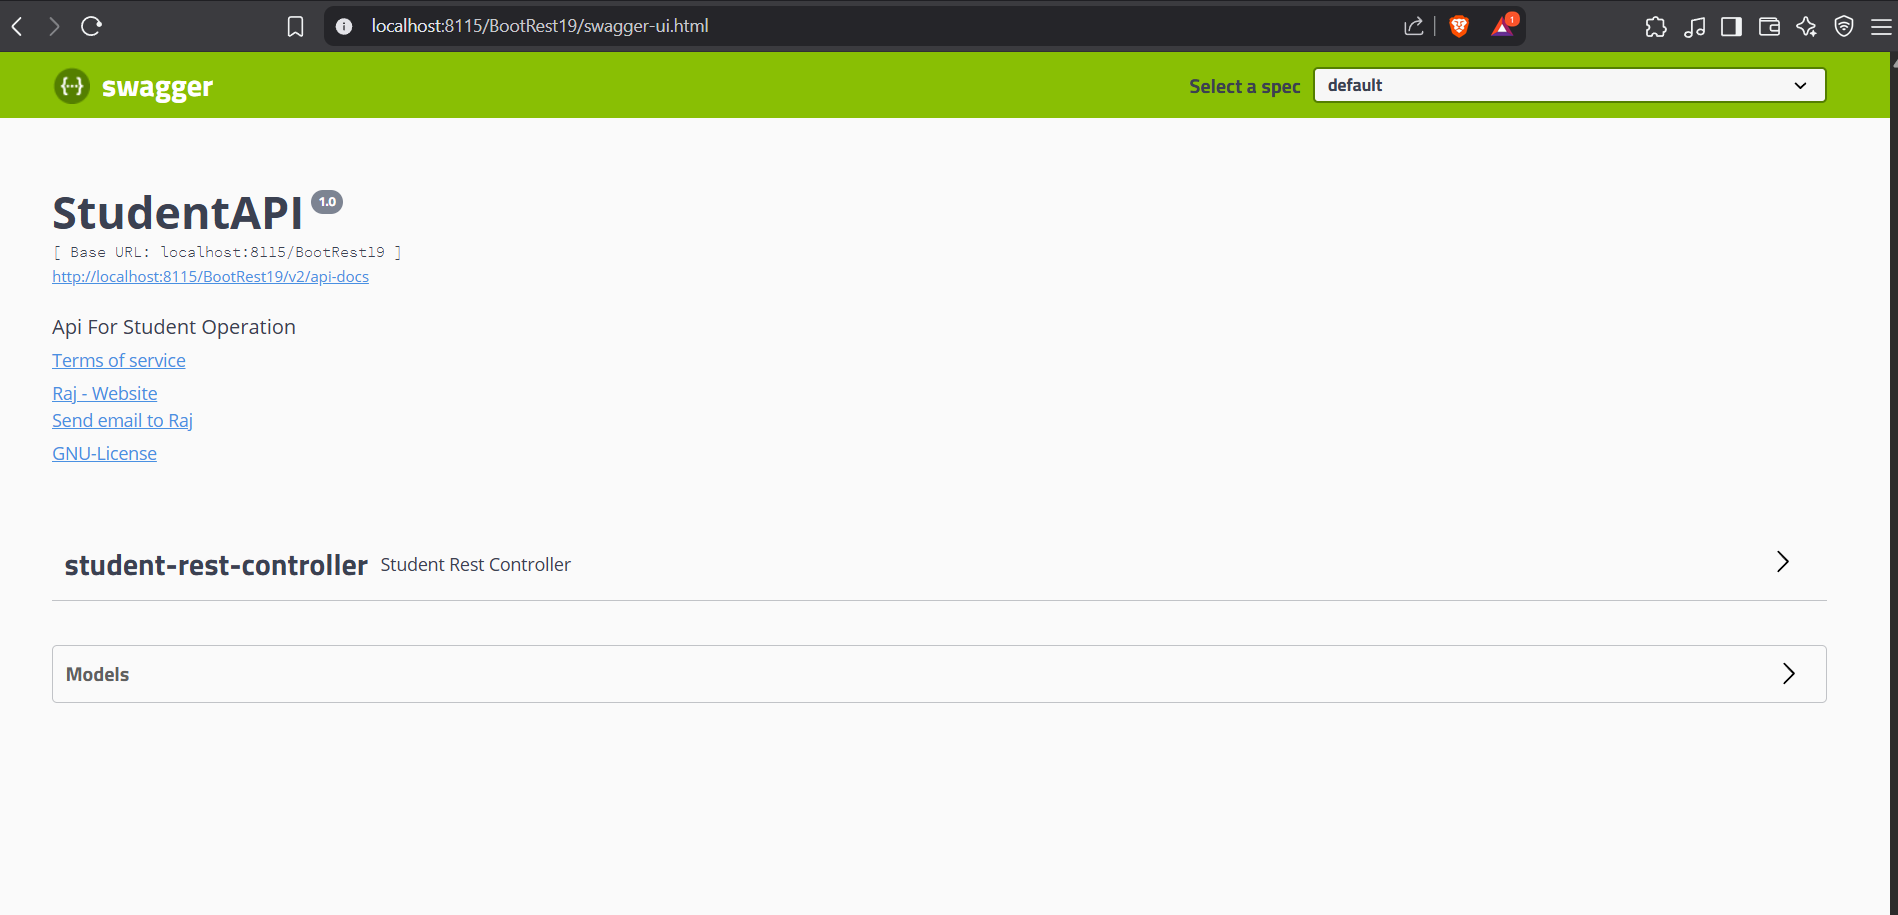 localhost:8115/BootRest19/swagger-ui.html
1
{···} swagger
Select a spec
default
StudentAPI 1.0
[ Base URL: localhost:8115/BootRest19 ]
http://localhost:8115/BootRest19/v2/api-docs
Api For Student Operation
Terms of service
Raj - Website
Send email to Raj
GNU-License
student-rest-controller Student Rest Controller
Models